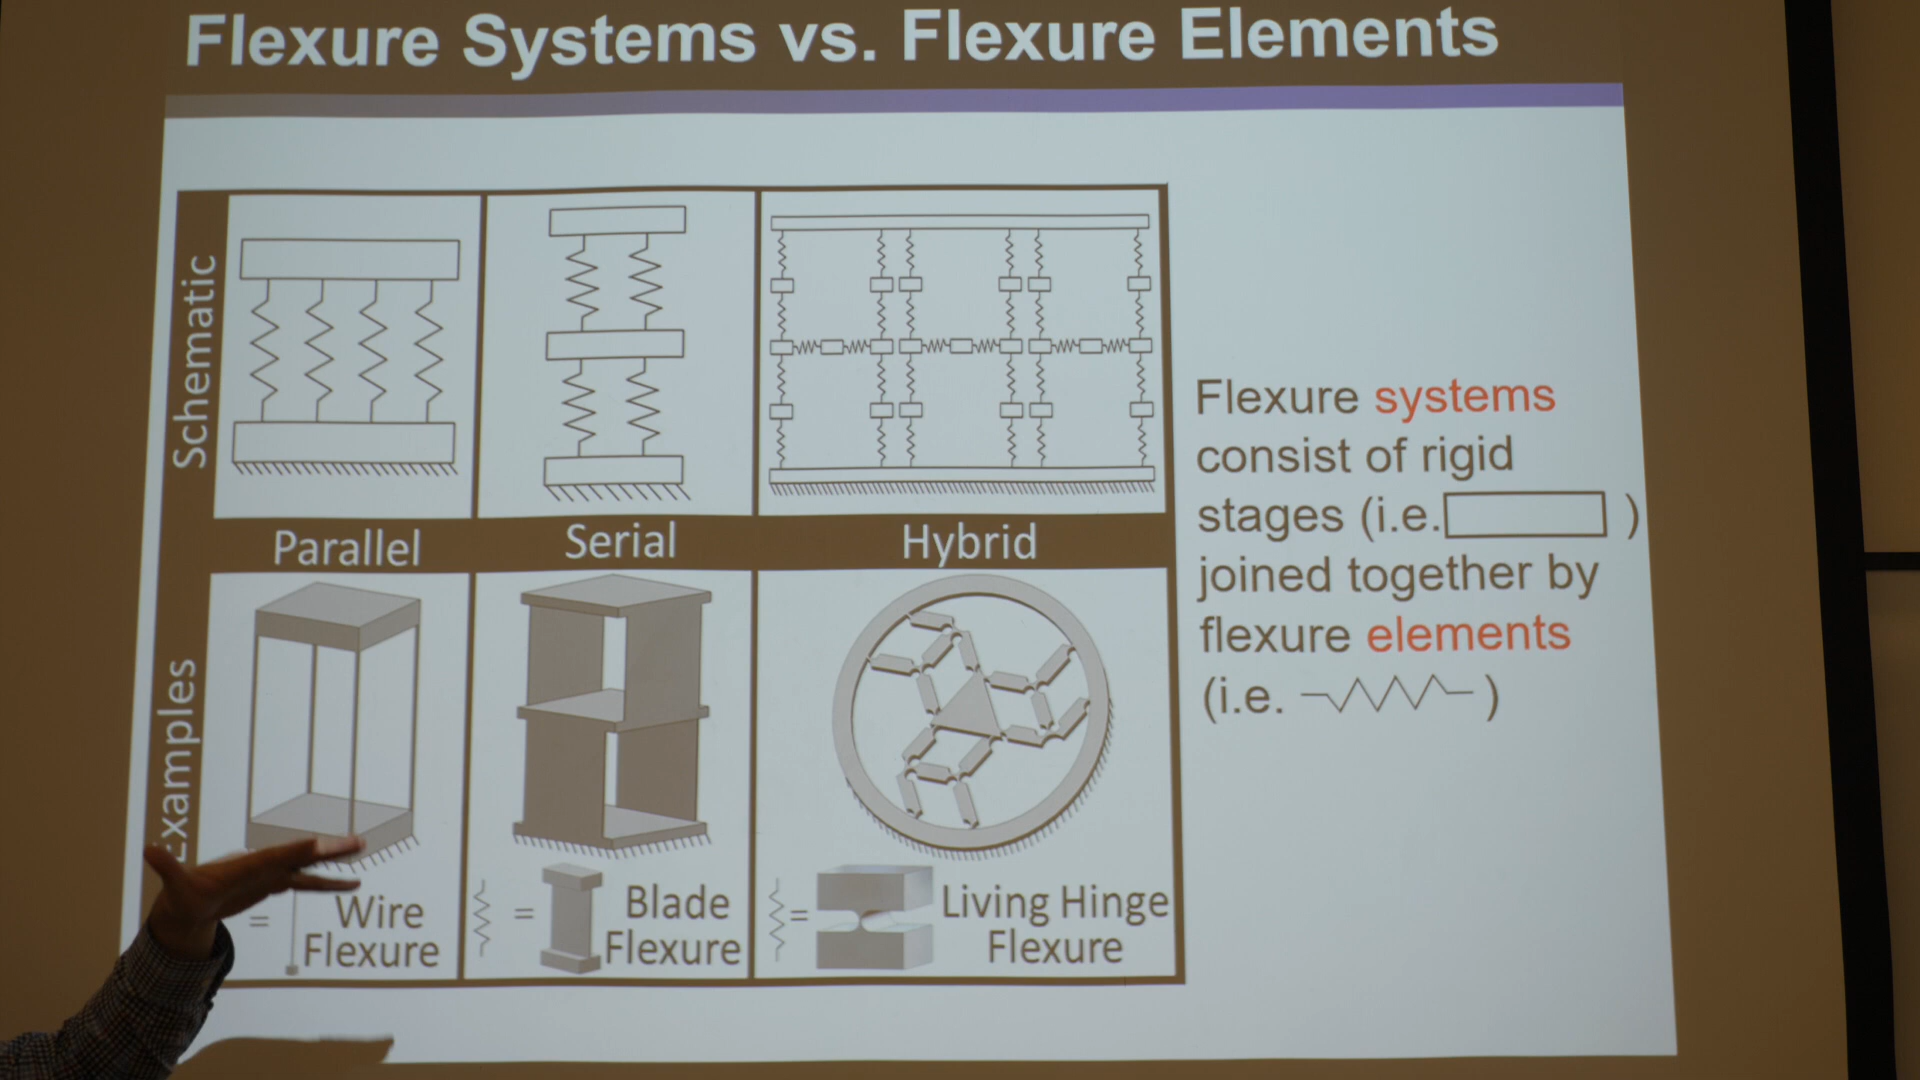 Flexure Systems vs. Flexure Elements
Schematic
Parallel
Serial
Hybrid
Examples
= Wire
Flexure
= Blade
Flexure
= Living Hinge
Flexure
Flexure systems
consist of rigid
stages (i.e. )
joined together by
flexure elements
(i.e. )